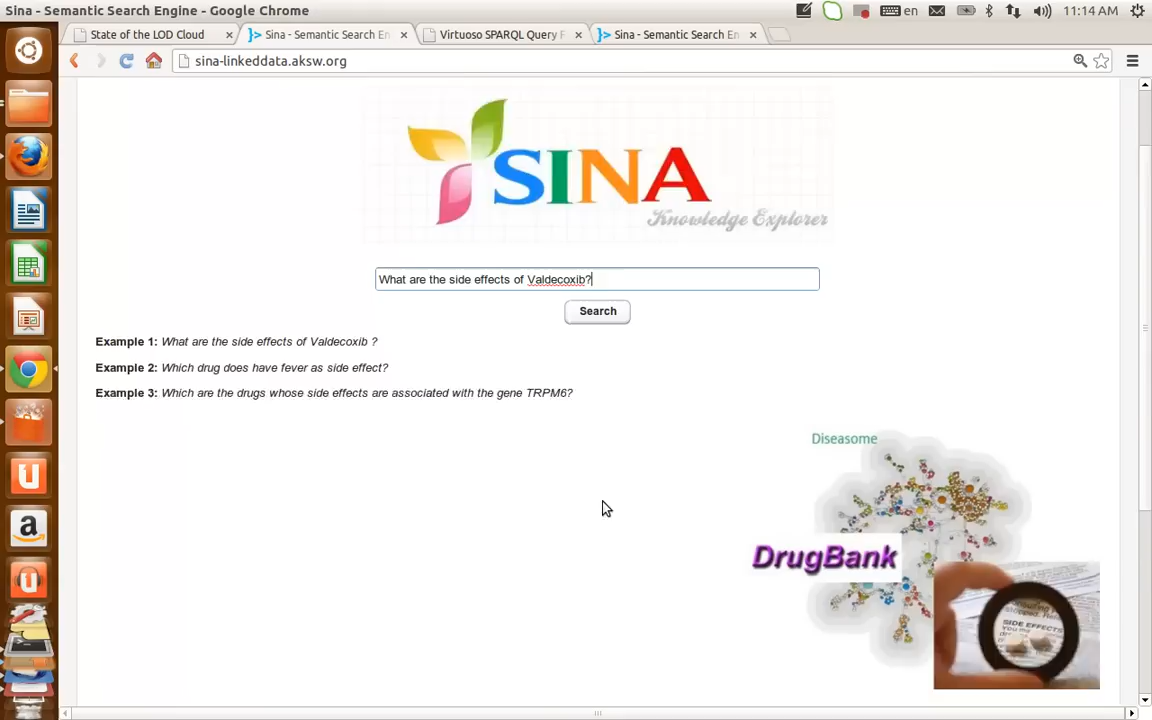 Sina - Semantic Search Engine - Google Chrome
en
11:14 AM
State of the LOD Cloud
Sina - Semantic Search En
Virtuoso SPARQL Query
Sina - Semantic Search En
sina-linkeddata.aksw.org
SINA
Knowledge Explorer
What are the side effects of Valdecoxib?
Search
Example 1: What are the side effects of Valdecoxib ?
Example 2: Which drug does have fever as side effect?
Example 3: Which are the drugs whose side effects are associated with the gene TRPM6?
Diseasome
DrugBank
SIDE EFFECTS